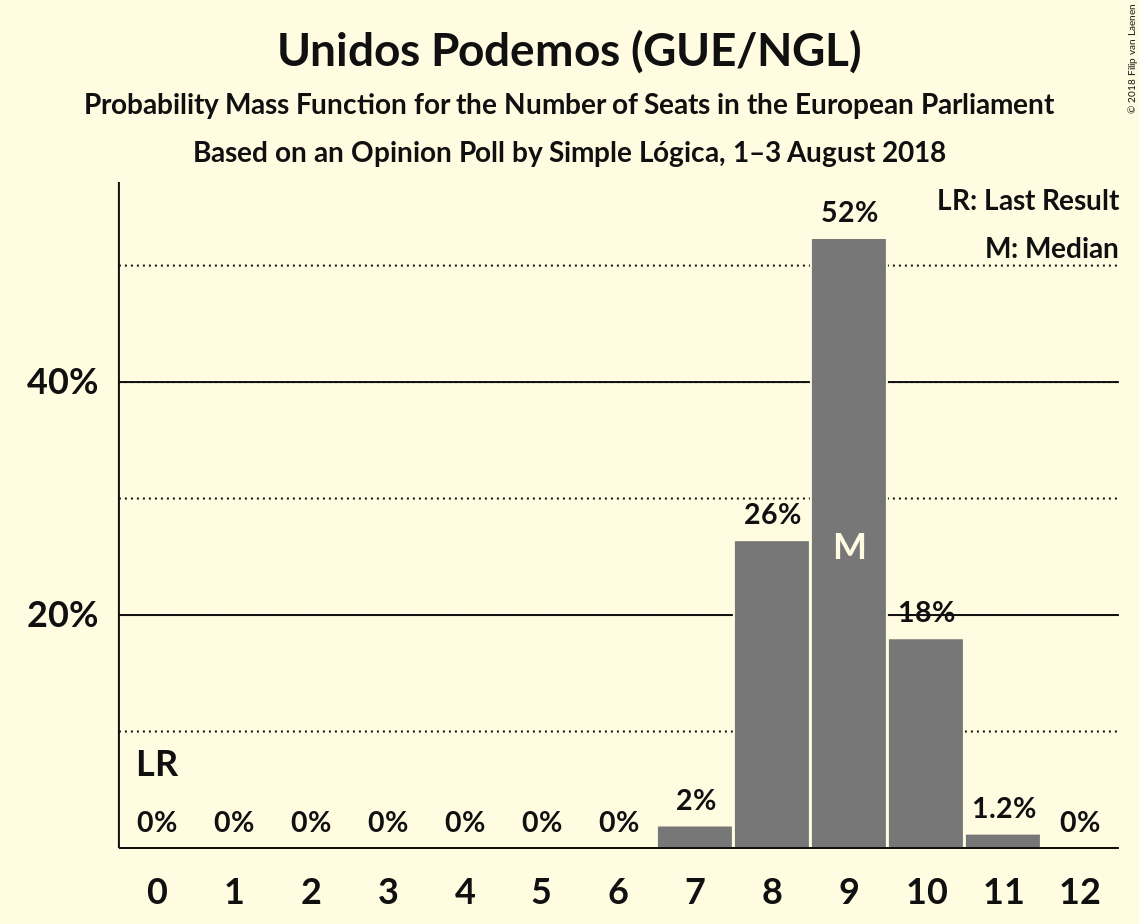 Unidos Podemos (GUE/NGL)
Probability Mass Function for the Number of Seats in the European Parliament
Based on an Opinion Poll by Simple Lógica, 1–3 August 2018
© 2018 Filip van Laenen
LR: Last Result
M: Median
52%
40%
26%
M
20%
18%
LR
0% 0% 0% 0% 0% 0% 0% 2% 1.2% 0%
0 1 2 3 4 5 6 7 8 9 10 11 12